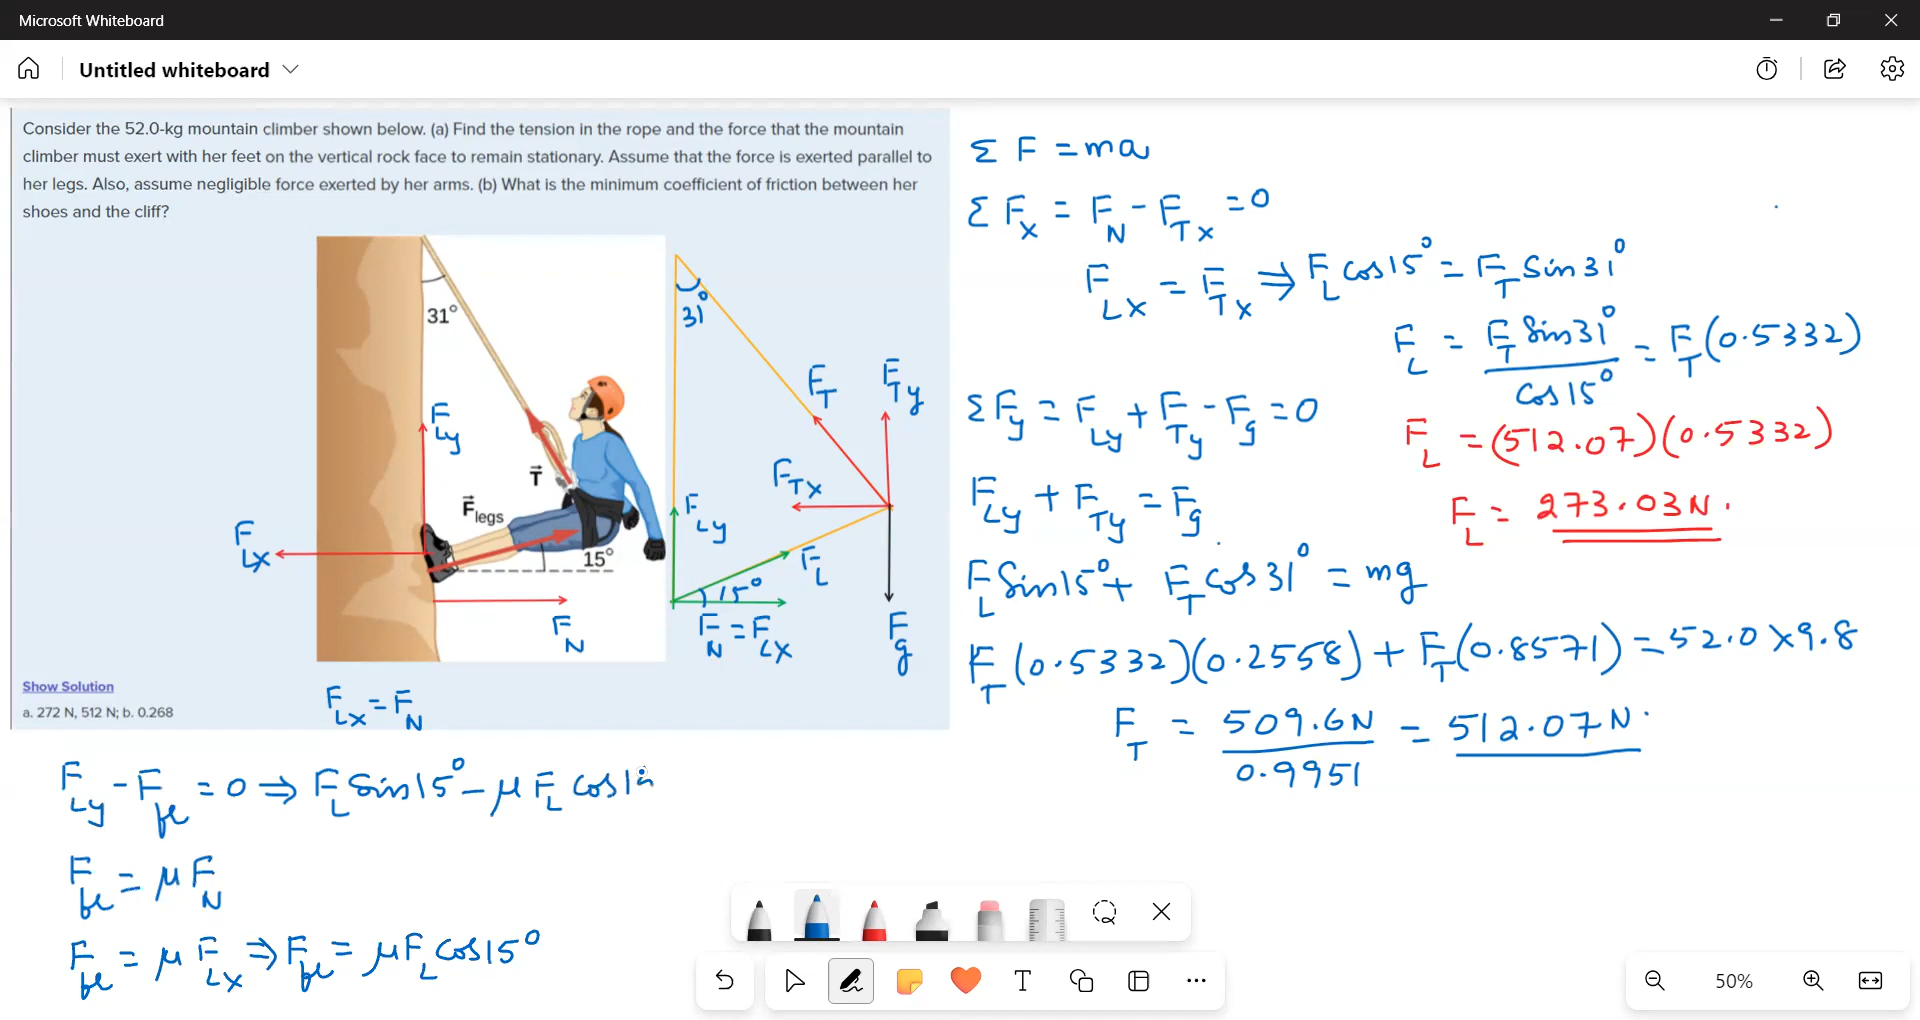 Microsoft Whiteboard
Untitled whiteboard
Consider the 52.0-kg mountain climber shown below. (a) Find the tension in the rope and the force that the mountain
climber must exert with her feet on the vertical rock face to remain stationary. Assume that the force is exerted parallel to
her legs. Also, assume negligible force exerted by her arms. (b) What is the minimum coefficient of friction between her
shoes and the cliff?
31°
T⃗
F⃗legs
15°
F_Ly
F_Lx
F_N
31°
F_T
F_Ty
F_Tx
F_Ly
F_L
15°
F_N = F_Lx
F_g
Show Solution
a. 272 N, 512 N; b. 0.268
F_Lx = F_N
F_Ly - F_fr = 0 ⇒ F_L Sin15° - μ F_L cos15
F_fr = μ F_N
F_fr = μ F_Lx ⇒ F_fr = μF_L cos15°
Σ F = ma
Σ F_x = F_N - F_Tx = 0
F_Lx = F_Tx ⇒ F_L cos15° = F_T Sin31°
F_L = F_T Sin31° / cos15° = F_T (0.5332)
Σ F_y = F_Ly + F_Ty - F_g = 0
F_L = (512.07)(0.5332)
F_Ly + F_Ty = F_g
F_L = 273.03N.
F_L Sin15° + F_T cos31° = mg
F_T (0.5332)(0.2558) + F_T (0.8571) = 52.0 × 9.8
F_T = 509.6N / 0.9951 = 512.07N.
50%